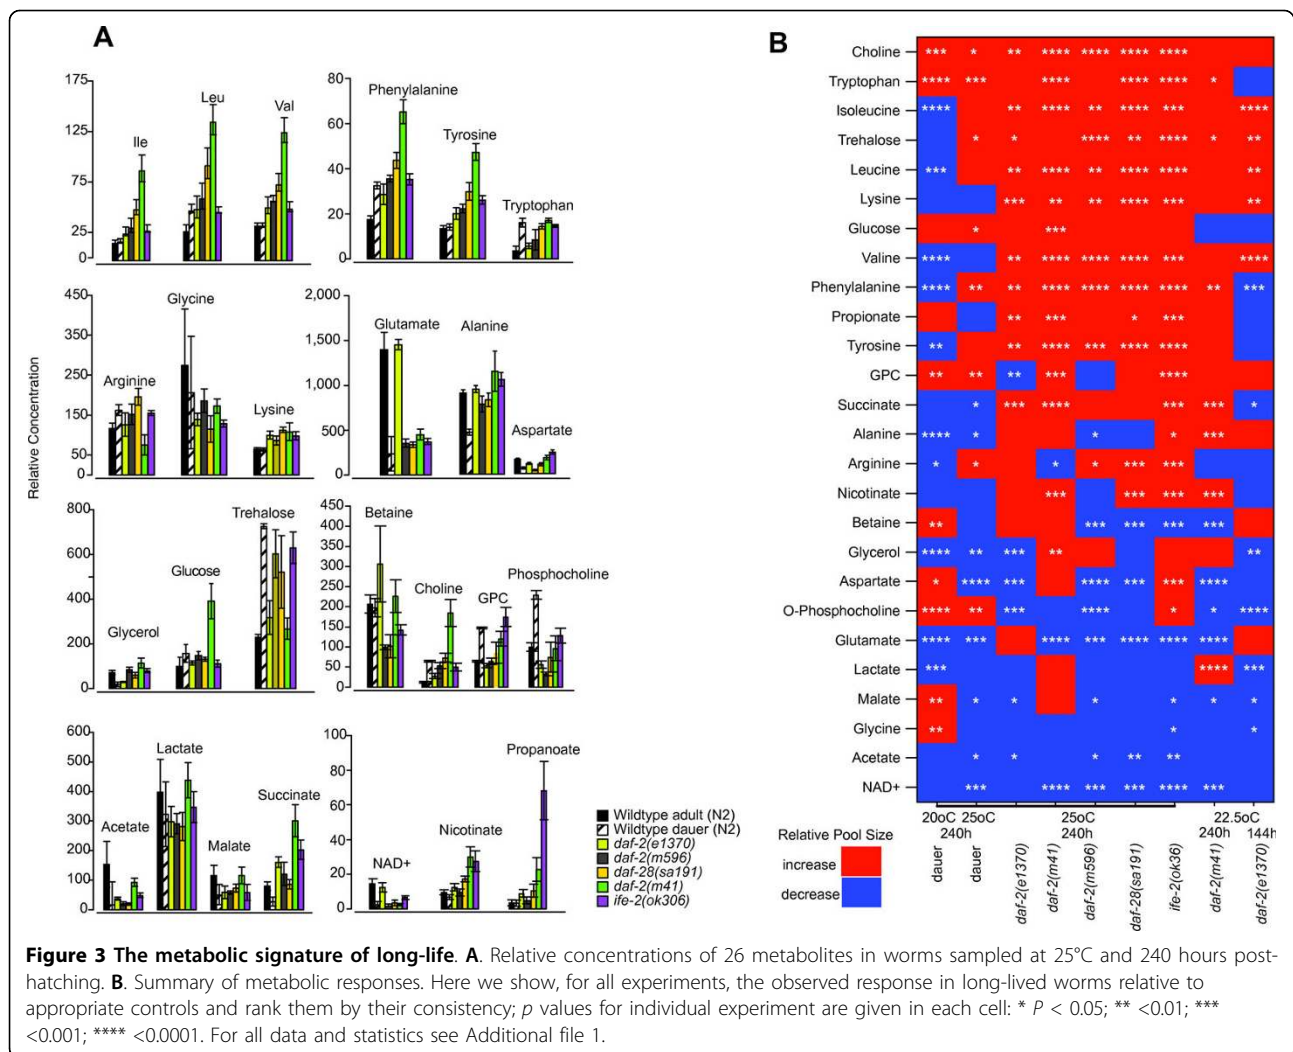 A
175
125
75
25
0
Ile
Leu
Val
80
60
40
20
0
Phenylalanine
Tyrosine
Tryptophan
450
350
250
150
50
0
Arginine
Glycine
Lysine
2,000
1,500
1,000
500
0
Glutamate
Alanine
Aspartate
Relative Concentration
800
600
400
200
0
Glycerol
Glucose
Trehalose
450
400
350
300
250
200
150
100
50
0
Betaine
Choline
GPC
Phosphocholine
600
500
400
300
200
100
0
Acetate
Lactate
Malate
Succinate
100
80
60
40
20
0
NAD+
Nicotinate
Propanoate
Wildtype adult (N2)
Wildtype dauer (N2)
daf-2(e1370)
daf-2(m596)
daf-28(sa191)
daf-2(m41)
ife-2(ok306)
B
Choline *** * ** **** **** **** ****
Tryptophan **** *** **** **** **** *
Isoleucine **** ** **** ** **** *** ****
Trehalose * * **** ** **** * **
Leucine *** ** **** ** **** **** **
Lysine *** ** ** **** *** **
Glucose * ***
Valine **** ** **** **** **** *** ****
Phenylalanine **** ** ** **** **** **** **** ** ***
Propionate ** *** * ***
Tyrosine ** ** **** *** **** ****
GPC ** ** ** *** ****
Succinate * *** **** *** *** *
Alanine **** * * * ***
Arginine * * * * *** ***
Nicotinate *** *** *** ***
Betaine ** *** *** *** ***
Glycerol **** ** *** ** **
Aspartate * **** *** **** *** *** ****
O-Phosphocholine **** ** *** **** * * ****
Glutamate **** *** **** *** **** **** ****
Lactate *** **** ***
Malate ** * * * * * *
Glycine ** * *
Acetate * * * ** **
NAD+ *** **** *** *** **** ***
20oC 25oC 25oC 22.5oC
240h 240h 240h 144h
dauer
dauer
daf-2(e1370)
daf-2(m41)
daf-2(m596)
daf-28(sa191)
ife-2(ok36)
daf-2(m41)
daf-2(e1370)
Relative Pool Size
increase
decrease
Figure 3 The metabolic signature of long-life. A. Relative concentrations of 26 metabolites in worms sampled at 25°C and 240 hours post-
hatching. B. Summary of metabolic responses. Here we show, for all experiments, the observed response in long-lived worms relative to
appropriate controls and rank them by their consistency; p values for individual experiment are given in each cell: * P < 0.05; ** <0.01; ***
<0.001; **** <0.0001. For all data and statistics see Additional file 1.